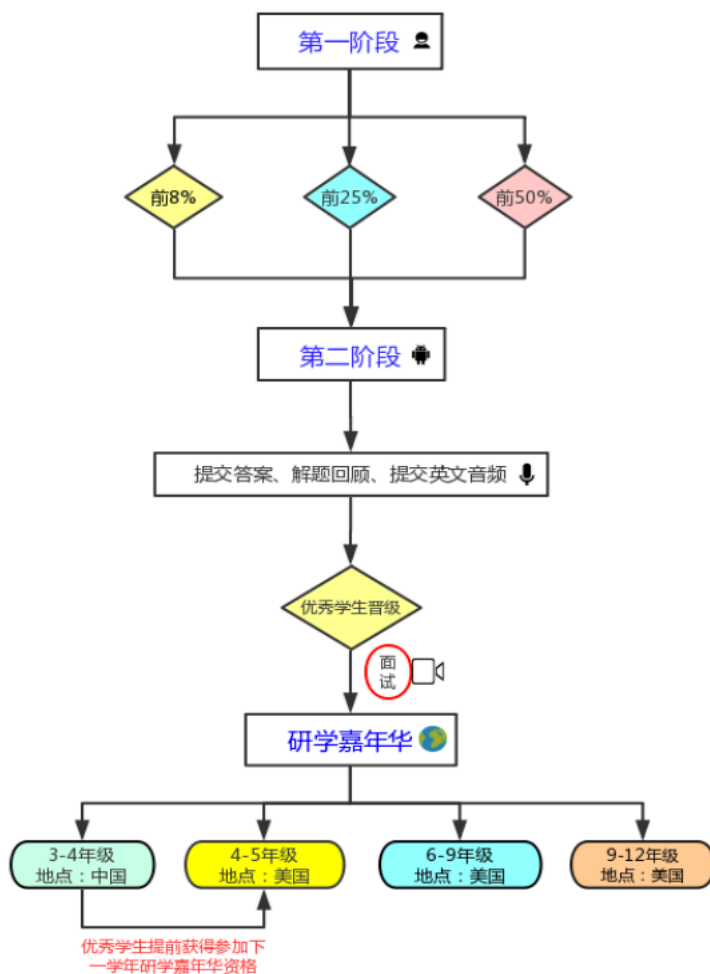 第一阶段
前8%
前25%
前50%
第二阶段
提交答案、解题回顾、提交英文音频
优秀学生晋级
面
试
研学嘉年华
3-4年级
地点：中国
4-5年级
地点：美国
6-9年级
地点：美国
9-12年级
地点：美国
优秀学生提前获得参加下
一学年研学嘉年华资格